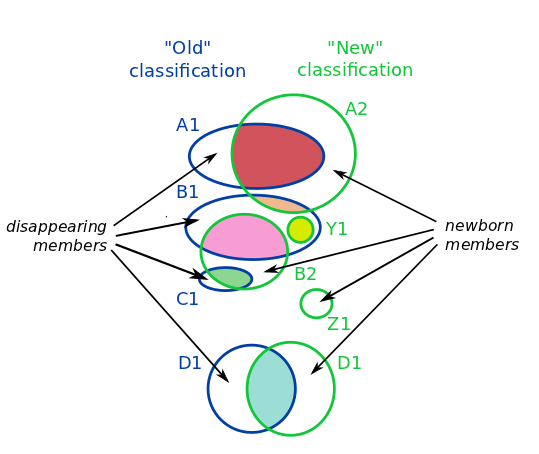 "Old"
classification
"New"
classification
A1
A2
B1
disappearing
members
Y1
newborn
members
B2
C1
Z1
D1
D1